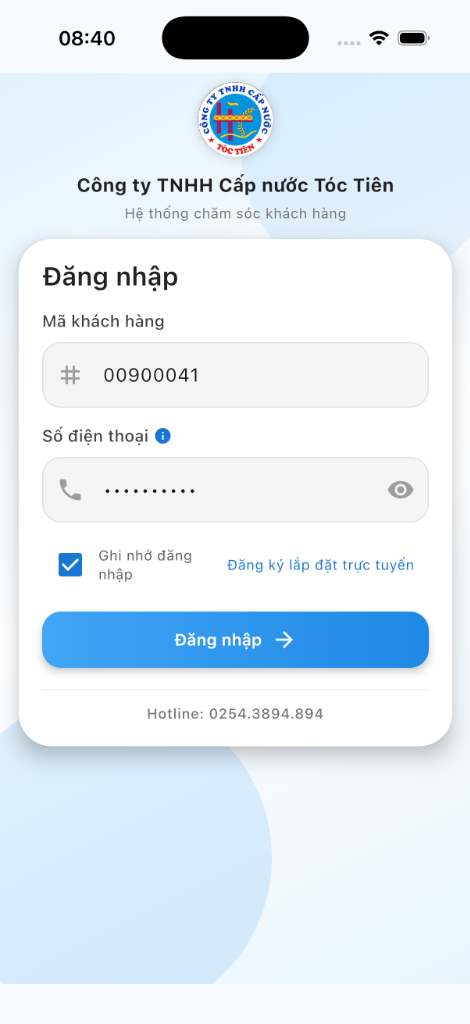 08:40
CÔNG TY TNHH CẤP NƯỚC
TÓC TIÊN
Công ty TNHH Cấp nước Tóc Tiên
Hệ thống chăm sóc khách hàng
Đăng nhập
Mã khách hàng
00900041
Số điện thoại
••••••••••
Ghi nhớ đăng
nhập
Đăng ký lắp đặt trực tuyến
Đăng nhập →
Hotline: 0254.3894.894